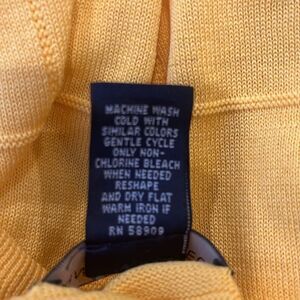 MACHINE WASH
COLD WITH
SIMILAR COLORS
GENTLE CYCLE
ONLY NON-
CHLORINE BLEACH
WHEN NEEDED
RESHAPE
AND DRY FLAT
WARM IRON IF
NEEDED
RN 58909